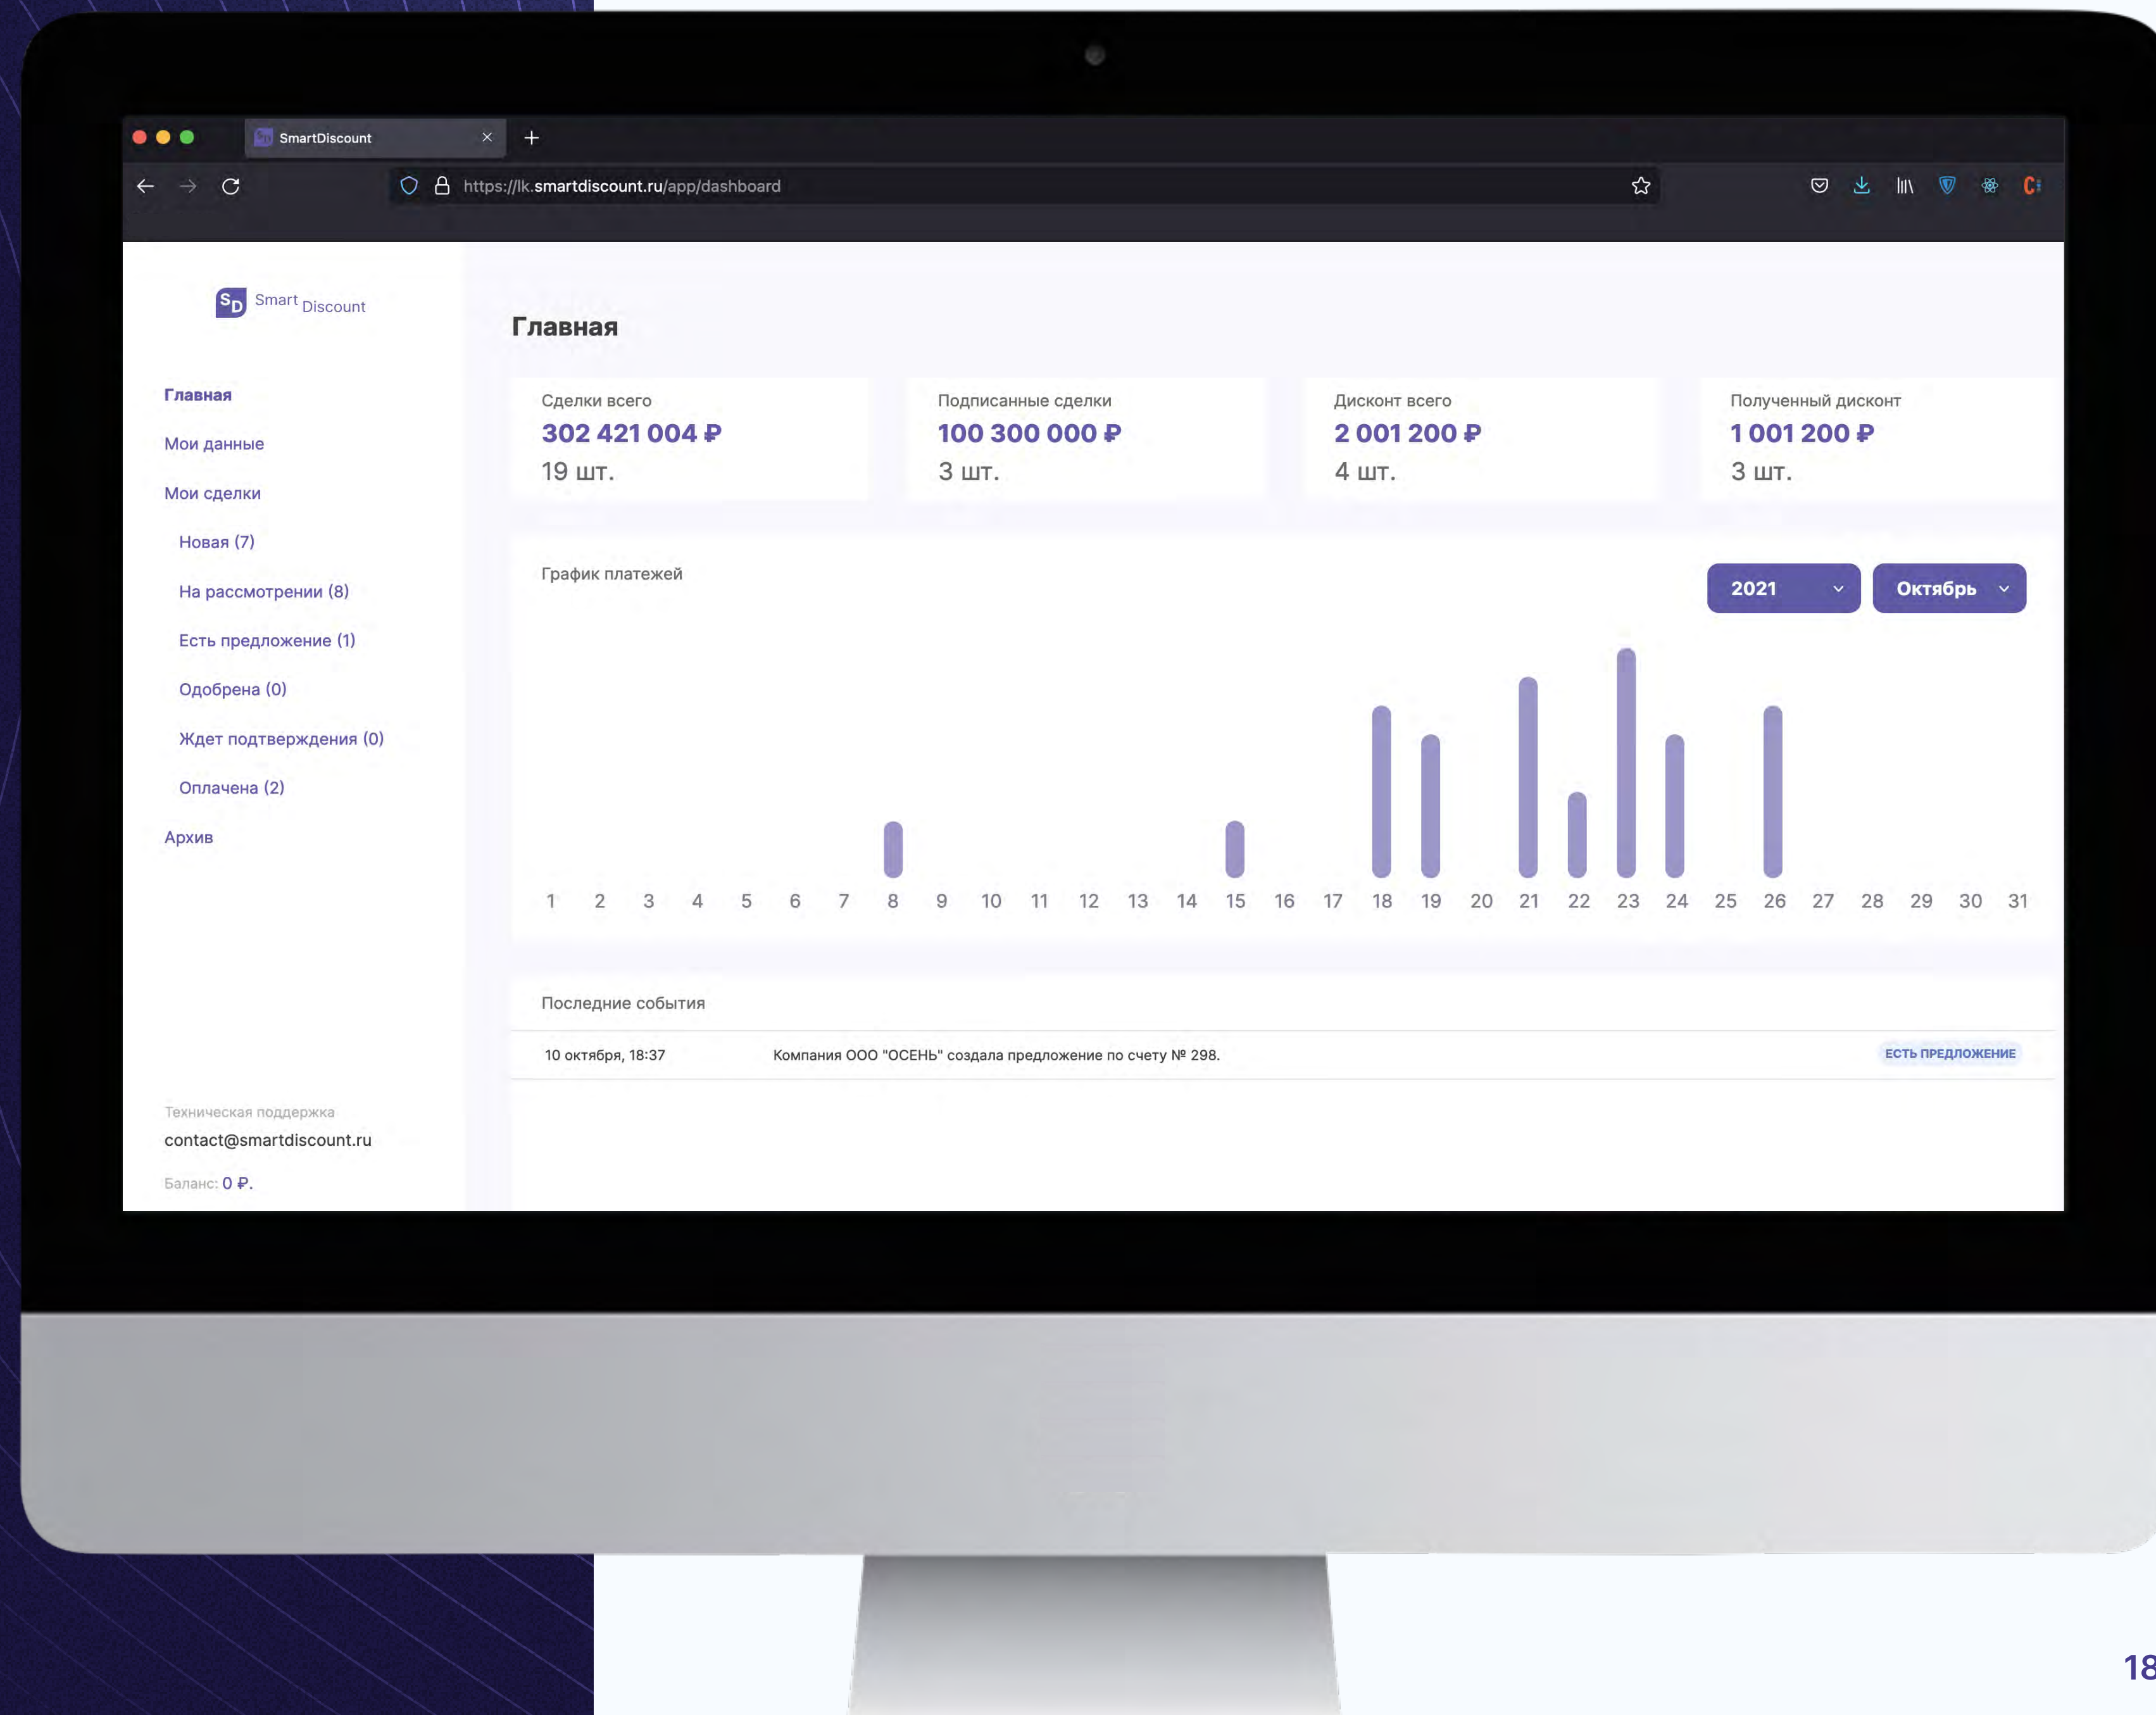 SmartDiscount
https://lk.smartdiscount.ru/app/dashboard
SD Smart Discount
Главная
Мои данные
Мои сделки
Новая (7)
На рассмотрении (8)
Есть предложение (1)
Одобрена (0)
Ждет подтверждения (0)
Оплачена (2)
Архив
Техническая поддержка
contact@smartdiscount.ru
Баланс: 0 ₽.
Главная
Сделки всего
302 421 004 ₽
19 шт.
Подписанные сделки
100 300 000 ₽
3 шт.
Дисконт всего
2 001 200 ₽
4 шт.
Полученный дисконт
1 001 200 ₽
3 шт.
График платежей
2021 Октябрь
1 2 3 4 5 6 7 8 9 10 11 12 13 14 15 16 17 18 19 20 21 22 23 24 25 26 27 28 29 30 31
Последние события
10 октября, 18:37 Компания ООО "ОСЕНЬ" создала предложение по счету № 298. ЕСТЬ ПРЕДЛОЖЕНИЕ
18